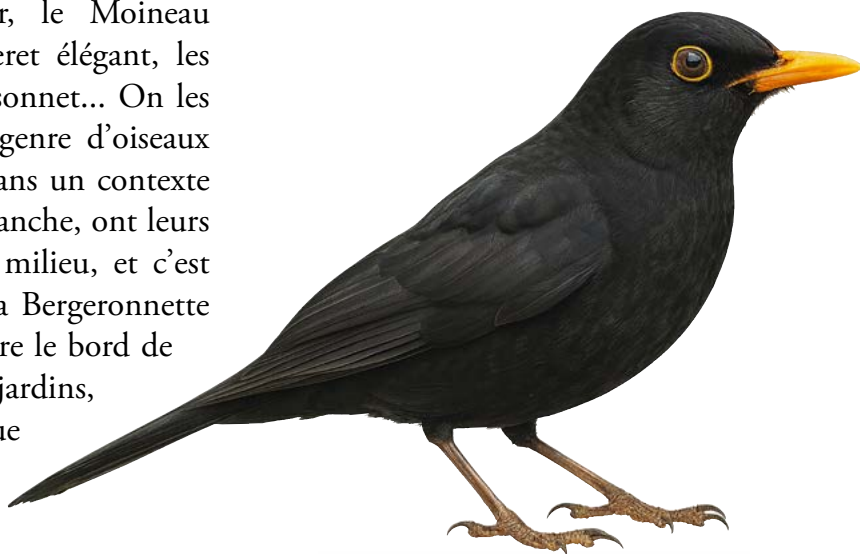 r, le Moineau
eret élégant, les
sonnet... On les
genre d’oiseaux
ans un contexte
anche, ont leurs
milieu, et c’est
a Bergeronnette
re le bord de
jardins,
ue